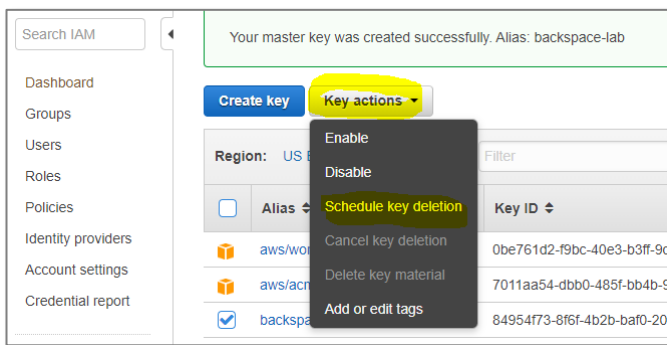 Search IAM
Your master key was created successfully. Alias: backspace-lab
Dashboard
Groups
Users
Roles
Policies
Identity providers
Account settings
Credential report
Create key
Key actions
Enable
Disable
Schedule key deletion
Cancel key deletion
Delete key material
Add or edit tags
Region: US Filter
Alias Key ID
aws/wor 0be761d2-f9bc-40e3-b3ff-9
aws/acm 7011aa54-dbb0-485f-bb4b-9
backspa 84954f73-8f6f-4b2b-baf0-20